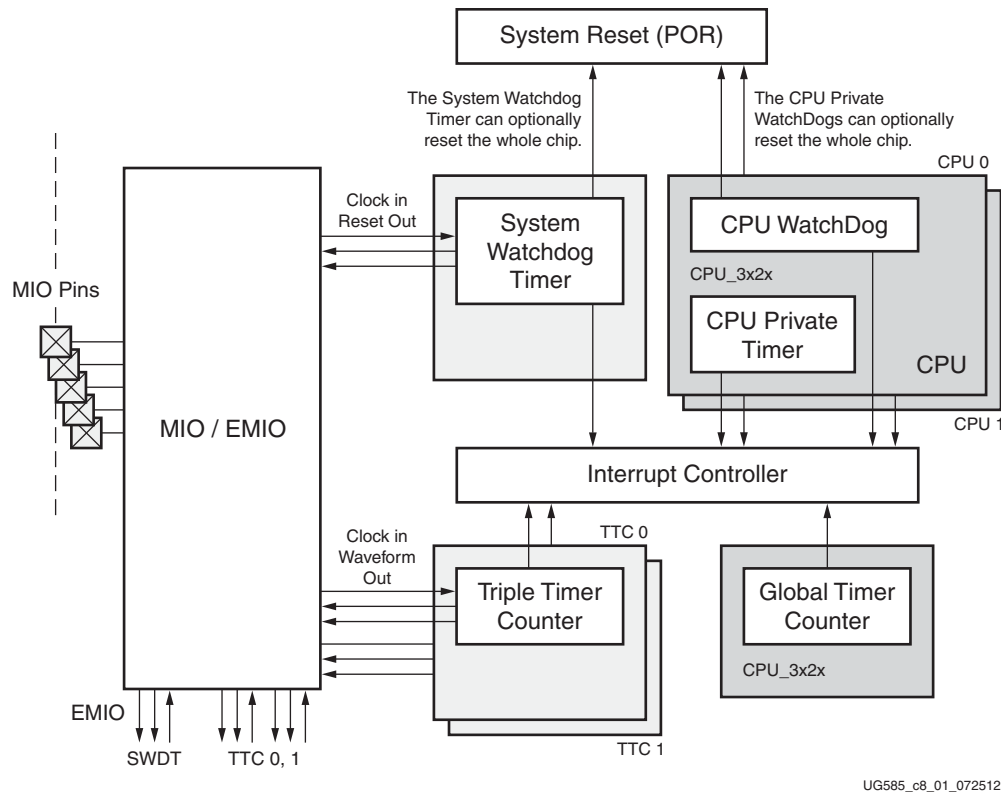 System Reset (POR)
The System Watchdog
Timer can optionally
reset the whole chip.
The CPU Private
WatchDogs can optionally
reset the whole chip.
CPU 0
Clock in
Reset Out
System
Watchdog
Timer
CPU WatchDog
CPU_3x2x
CPU Private
Timer
CPU
CPU 1
MIO Pins
MIO / EMIO
Interrupt Controller
Clock in
Waveform
Out
TTC 0
Triple Timer
Counter
Global Timer
Counter
CPU_3x2x
TTC 1
EMIO
SWDT
TTC 0, 1
UG585_c8_01_072512